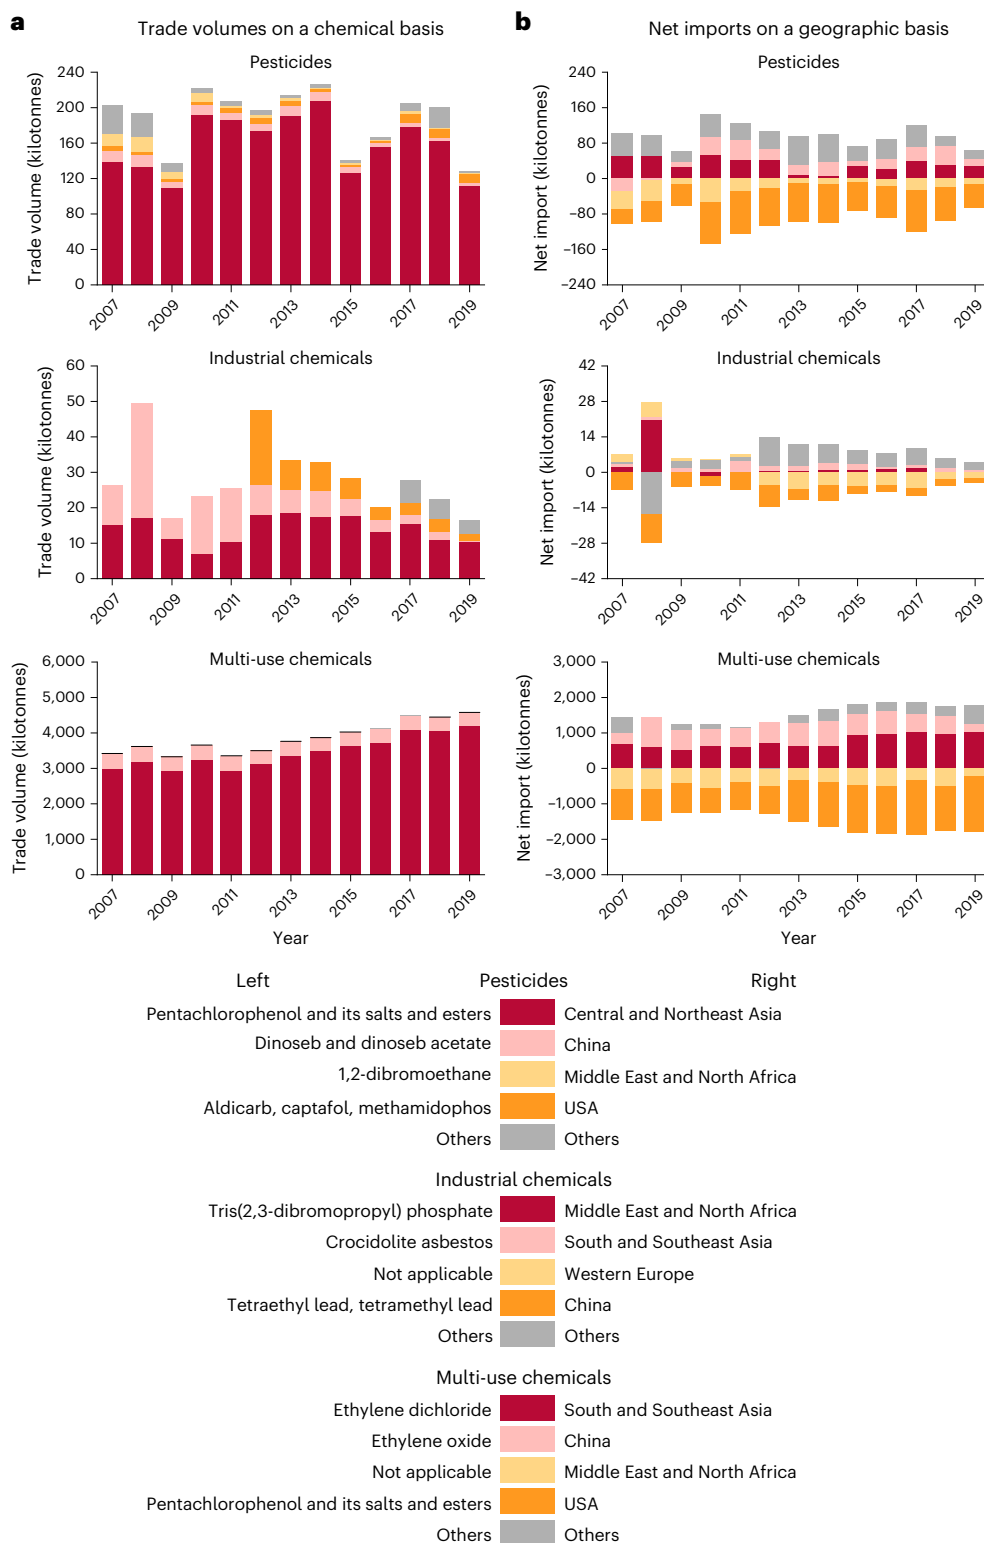 a Trade volumes on a chemical basis
Pesticides
Trade volume (kilotonnes)
240
200
160
120
80
40
0
2007 2009 2011 2013 2015 2017 2019
Industrial chemicals
Trade volume (kilotonnes)
60
50
40
30
20
10
0
2007 2009 2011 2013 2015 2017 2019
Multi-use chemicals
Trade volume (kilotonnes)
6,000
5,000
4,000
3,000
2,000
1,000
0
2007 2009 2011 2013 2015 2017 2019
Year
b Net imports on a geographic basis
Pesticides
Net import (kilotonnes)
240
160
80
0
−80
−160
−240
2007 2009 2011 2013 2015 2017 2019
Industrial chemicals
Net import (kilotonnes)
42
28
14
0
−14
−28
−42
2007 2009 2011 2013 2015 2017 2019
Multi-use chemicals
Net import (kilotonnes)
3,000
2,000
1,000
0
−1,000
−2,000
−3,000
2007 2009 2011 2013 2015 2017 2019
Year
Left Pesticides Right
Pentachlorophenol and its salts and esters Central and Northeast Asia
Dinoseb and dinoseb acetate China
1,2-dibromoethane Middle East and North Africa
Aldicarb, captafol, methamidophos USA
Others Others
Industrial chemicals
Tris(2,3-dibromopropyl) phosphate Middle East and North Africa
Crocidolite asbestos South and Southeast Asia
Not applicable Western Europe
Tetraethyl lead, tetramethyl lead China
Others Others
Multi-use chemicals
Ethylene dichloride South and Southeast Asia
Ethylene oxide China
Not applicable Middle East and North Africa
Pentachlorophenol and its salts and esters USA
Others Others